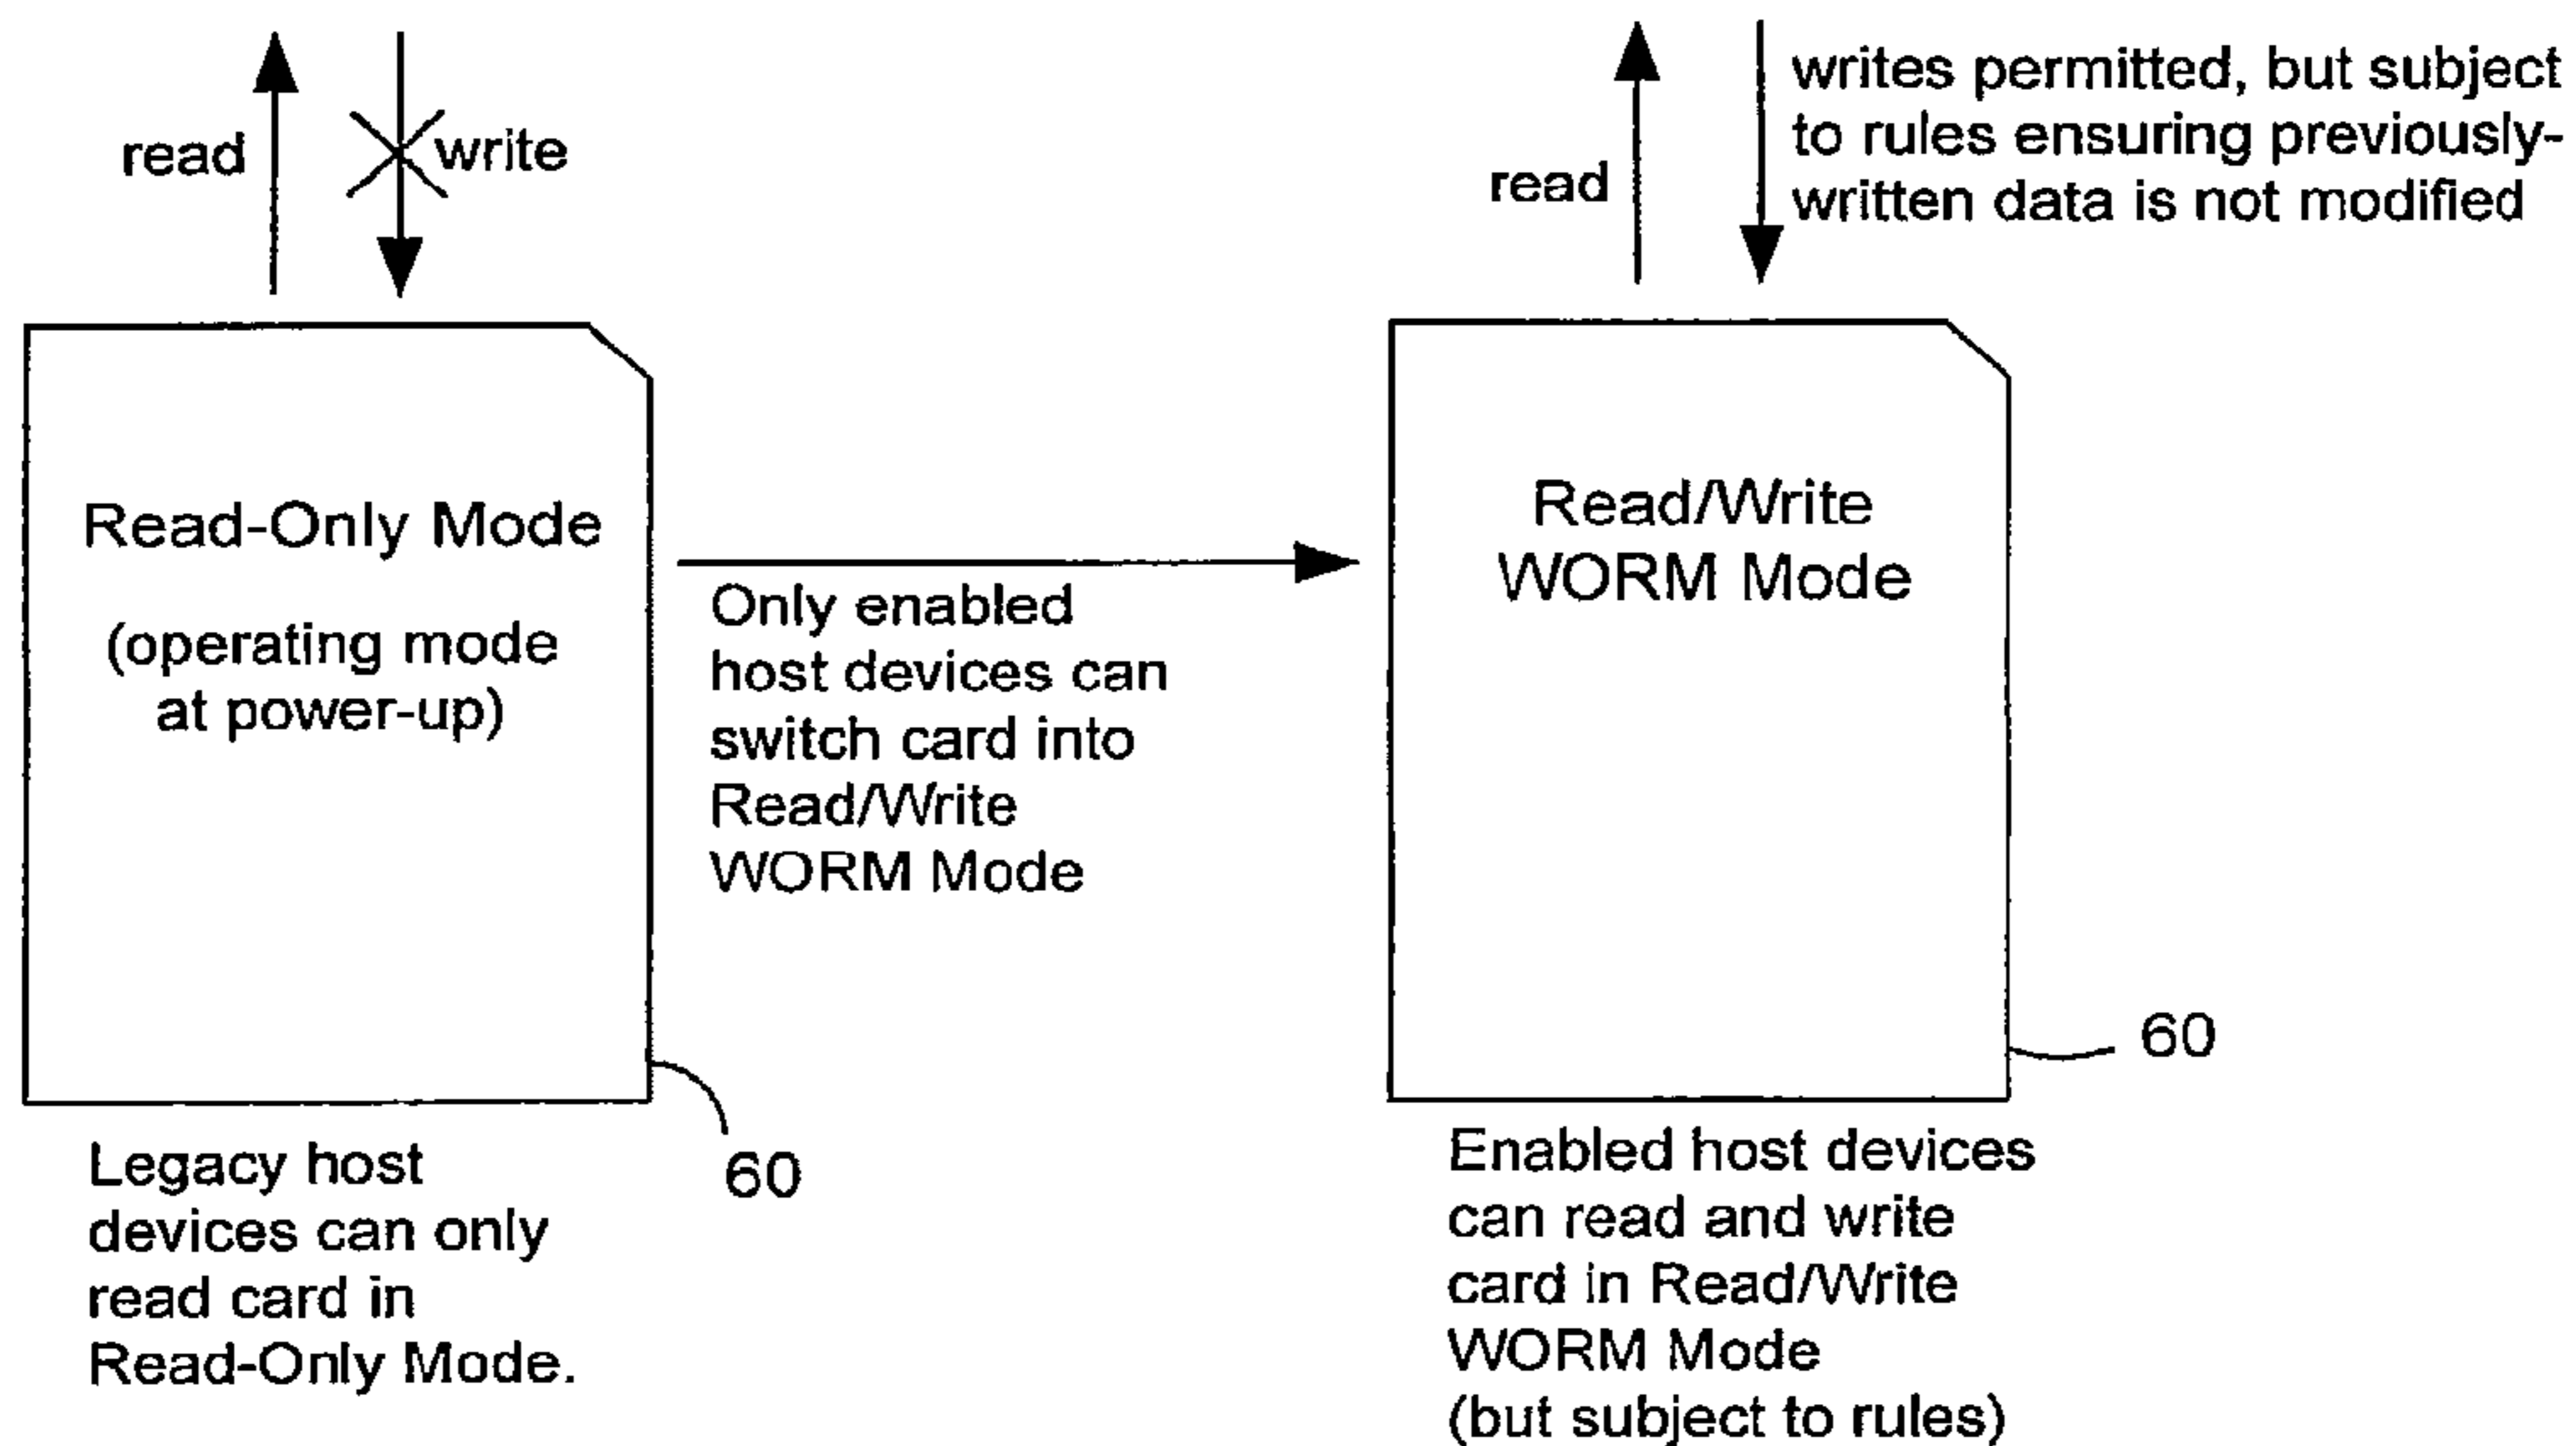 read
write
Read-Only Mode
(operating mode
at power-up)
Only enabled
host devices can
switch card into
Read/Write
WORM Mode
60
Legacy host
devices can only
read card in
Read-Only Mode.
read
writes permitted, but subject
to rules ensuring previously-
written data is not modified
Read/Write
WORM Mode
60
Enabled host devices
can read and write
card in Read/Write
WORM Mode
(but subject to rules)